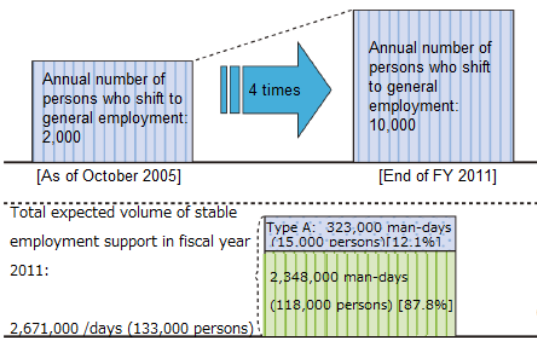 Annual number of
persons who shift to
general employment:
2,000
4 times
Annual number of
persons who shift
to general
employment:
10,000
[As of October 2005]
[End of FY 2011]
Total expected volume of stable
employment support in fiscal year
2011:
2,671,000 /days (133,000 persons)
Type A: 323,000 man-days
(15,000 persons)[12.1%]
2,348,000 man-days
(118,000 persons) [87.8%]